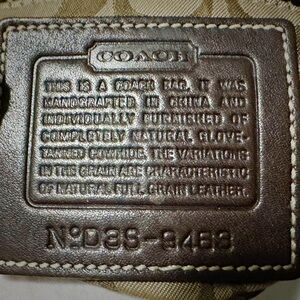 COACH
THIS IS A COACH BAG. IT WAS
HANDCRAFTED IN CHINA AND
INDIVIDUALLY BURNISHED OF
COMPLETELY NATURAL GLOVE-
TANNED COWHIDE. THE VARIATIONS
IN THE GRAIN ARE CHARACTERISTIC
OF NATURAL FULL GRAIN LEATHER.
NºD3S-9463